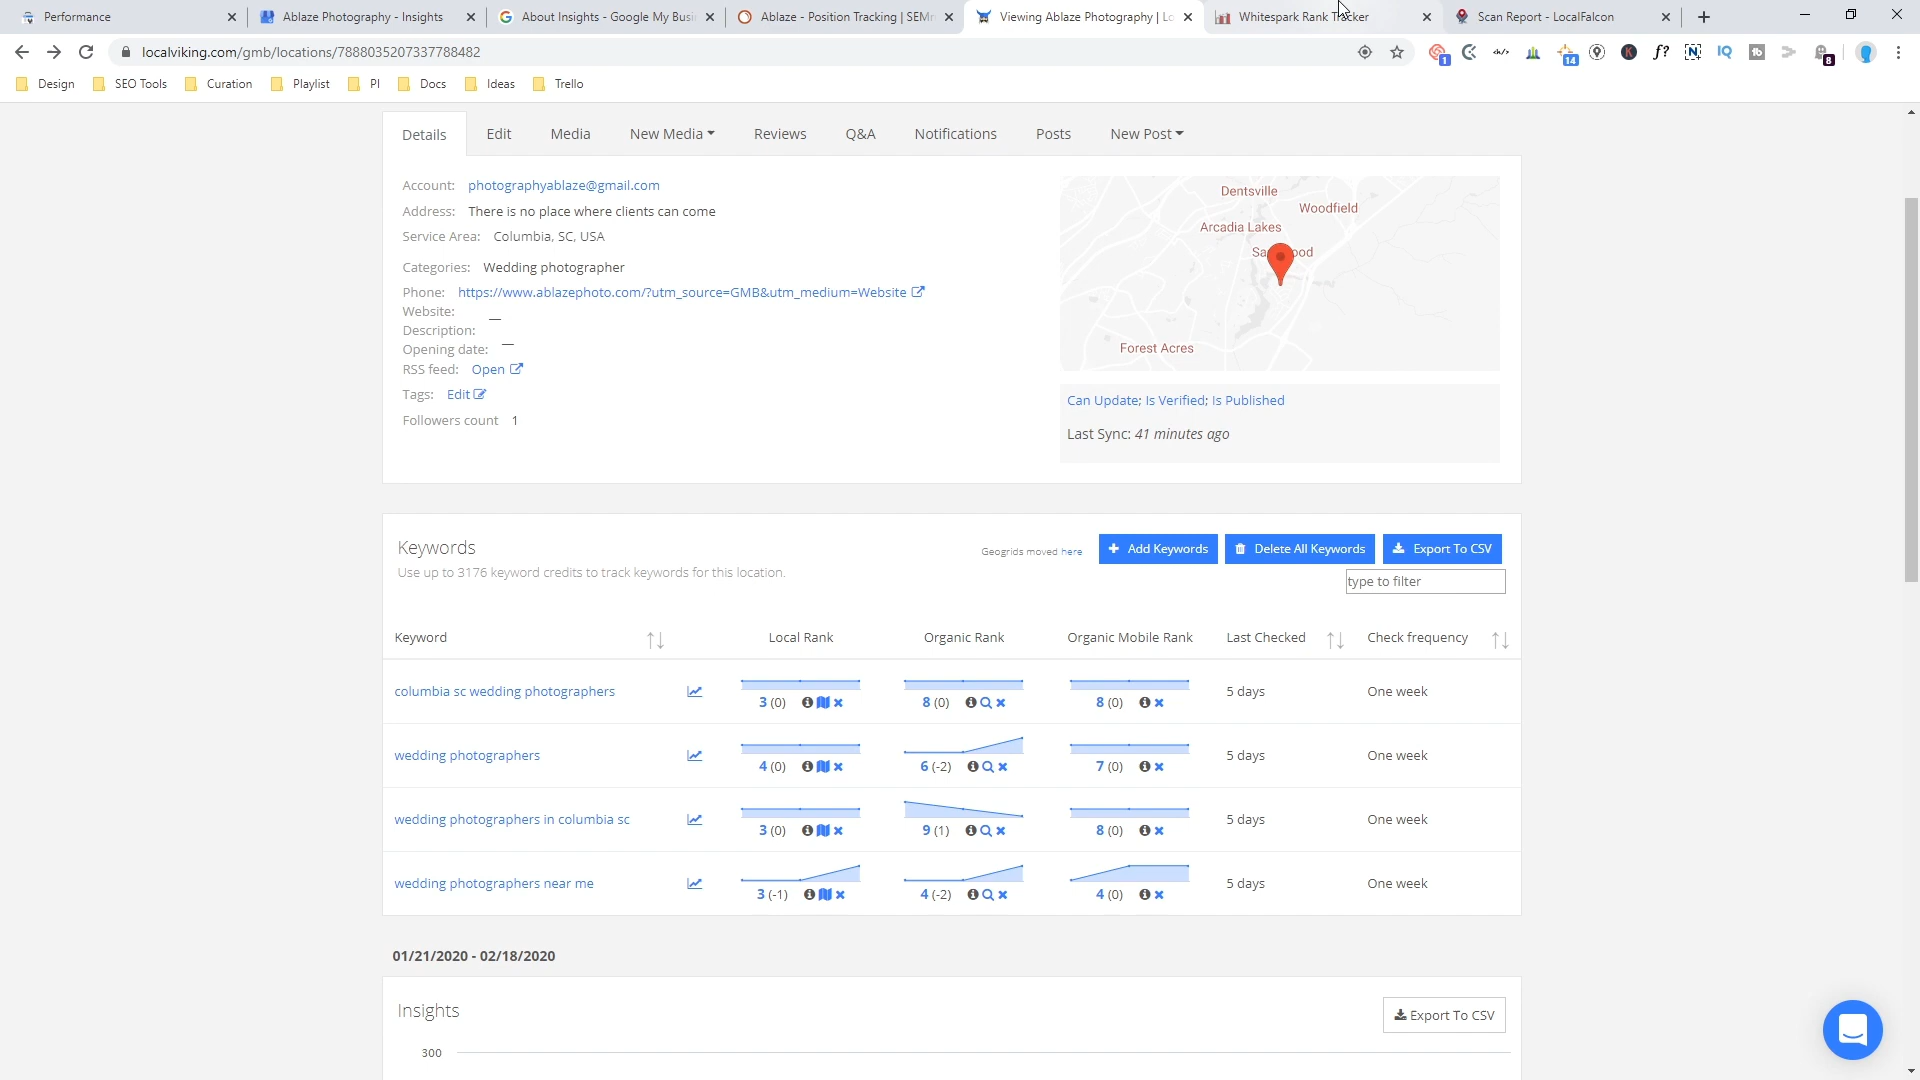 Performance
Ablaze Photography - Insights
About Insights - Google My Busi
Ablaze - Position Tracking | SEMr
Viewing Ablaze Photography | Lo
Whitespark Rank Tracker
Scan Report - LocalFalcon
localviking.com/gmb/locations/7888035207337788482
1
14
f?
IQ
tb
8
Design
SEO Tools
Curation
Playlist
PI
Docs
Ideas
Trello
Details
Edit
Media
New Media
Reviews
Q&A
Notifications
Posts
New Post
Account: photographyablaze@gmail.com
Address: There is no place where clients can come
Service Area: Columbia, SC, USA
Categories: Wedding photographer
Phone: https://www.ablazephoto.com/?utm_source=GMB&utm_medium=Website
Website:
Description: —
Opening date: —
RSS feed: Open
Tags: Edit
Followers count 1
Dentsville
Woodfield
Arcadia Lakes
Forest Acres
Can Update; Is Verified; Is Published
Last Sync: 41 minutes ago
Keywords
Use up to 3176 keyword credits to track keywords for this location.
Geogrids moved here
Add Keywords
Delete All Keywords
Export To CSV
type to filter
Keyword Local Rank Organic Rank Organic Mobile Rank Last Checked Check frequency
columbia sc wedding photographers 3 (0) 8 (0) 8 (0) 5 days One week
wedding photographers 4 (0) 6 (-2) 7 (0) 5 days One week
wedding photographers in columbia sc 3 (0) 9 (1) 8 (0) 5 days One week
wedding photographers near me 3 (-1) 4 (-2) 4 (0) 5 days One week
01/21/2020 - 02/18/2020
Insights
Export To CSV
300